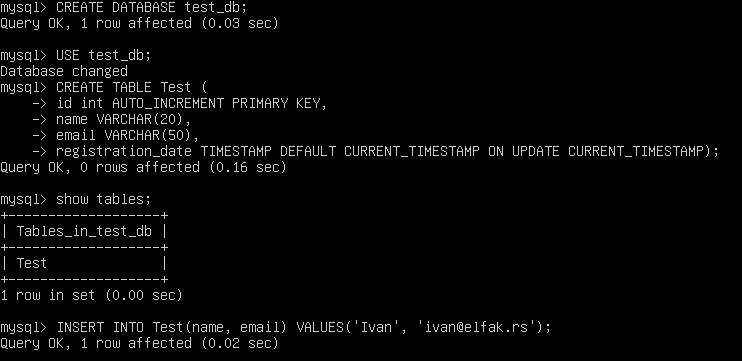 mysql> CREATE DATABASE test_db;
Query OK, 1 row affected (0.03 sec)
mysql> USE test_db;
Database changed
mysql> CREATE TABLE Test (
    -> id int AUTO_INCREMENT PRIMARY KEY,
    -> name VARCHAR(20),
    -> email VARCHAR(50),
    -> registration_date TIMESTAMP DEFAULT CURRENT_TIMESTAMP ON UPDATE CURRENT_TIMESTAMP);
Query OK, 0 rows affected (0.16 sec)
mysql> show tables;
+-------------------+
| Tables_in_test_db |
+-------------------+
| Test              |
+-------------------+
1 row in set (0.00 sec)
mysql> INSERT INTO Test(name, email) VALUES('Ivan', 'ivan@elfak.rs');
Query OK, 1 row affected (0.02 sec)